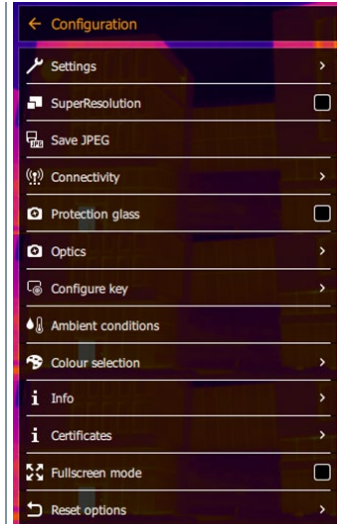 Configuration
Settings
SuperResolution
JPG
Save JPEG
Connectivity
Protection glass
Optics
Configure key
Ambient conditions
Colour selection
Info
Certificates
Fullscreen mode
Reset options